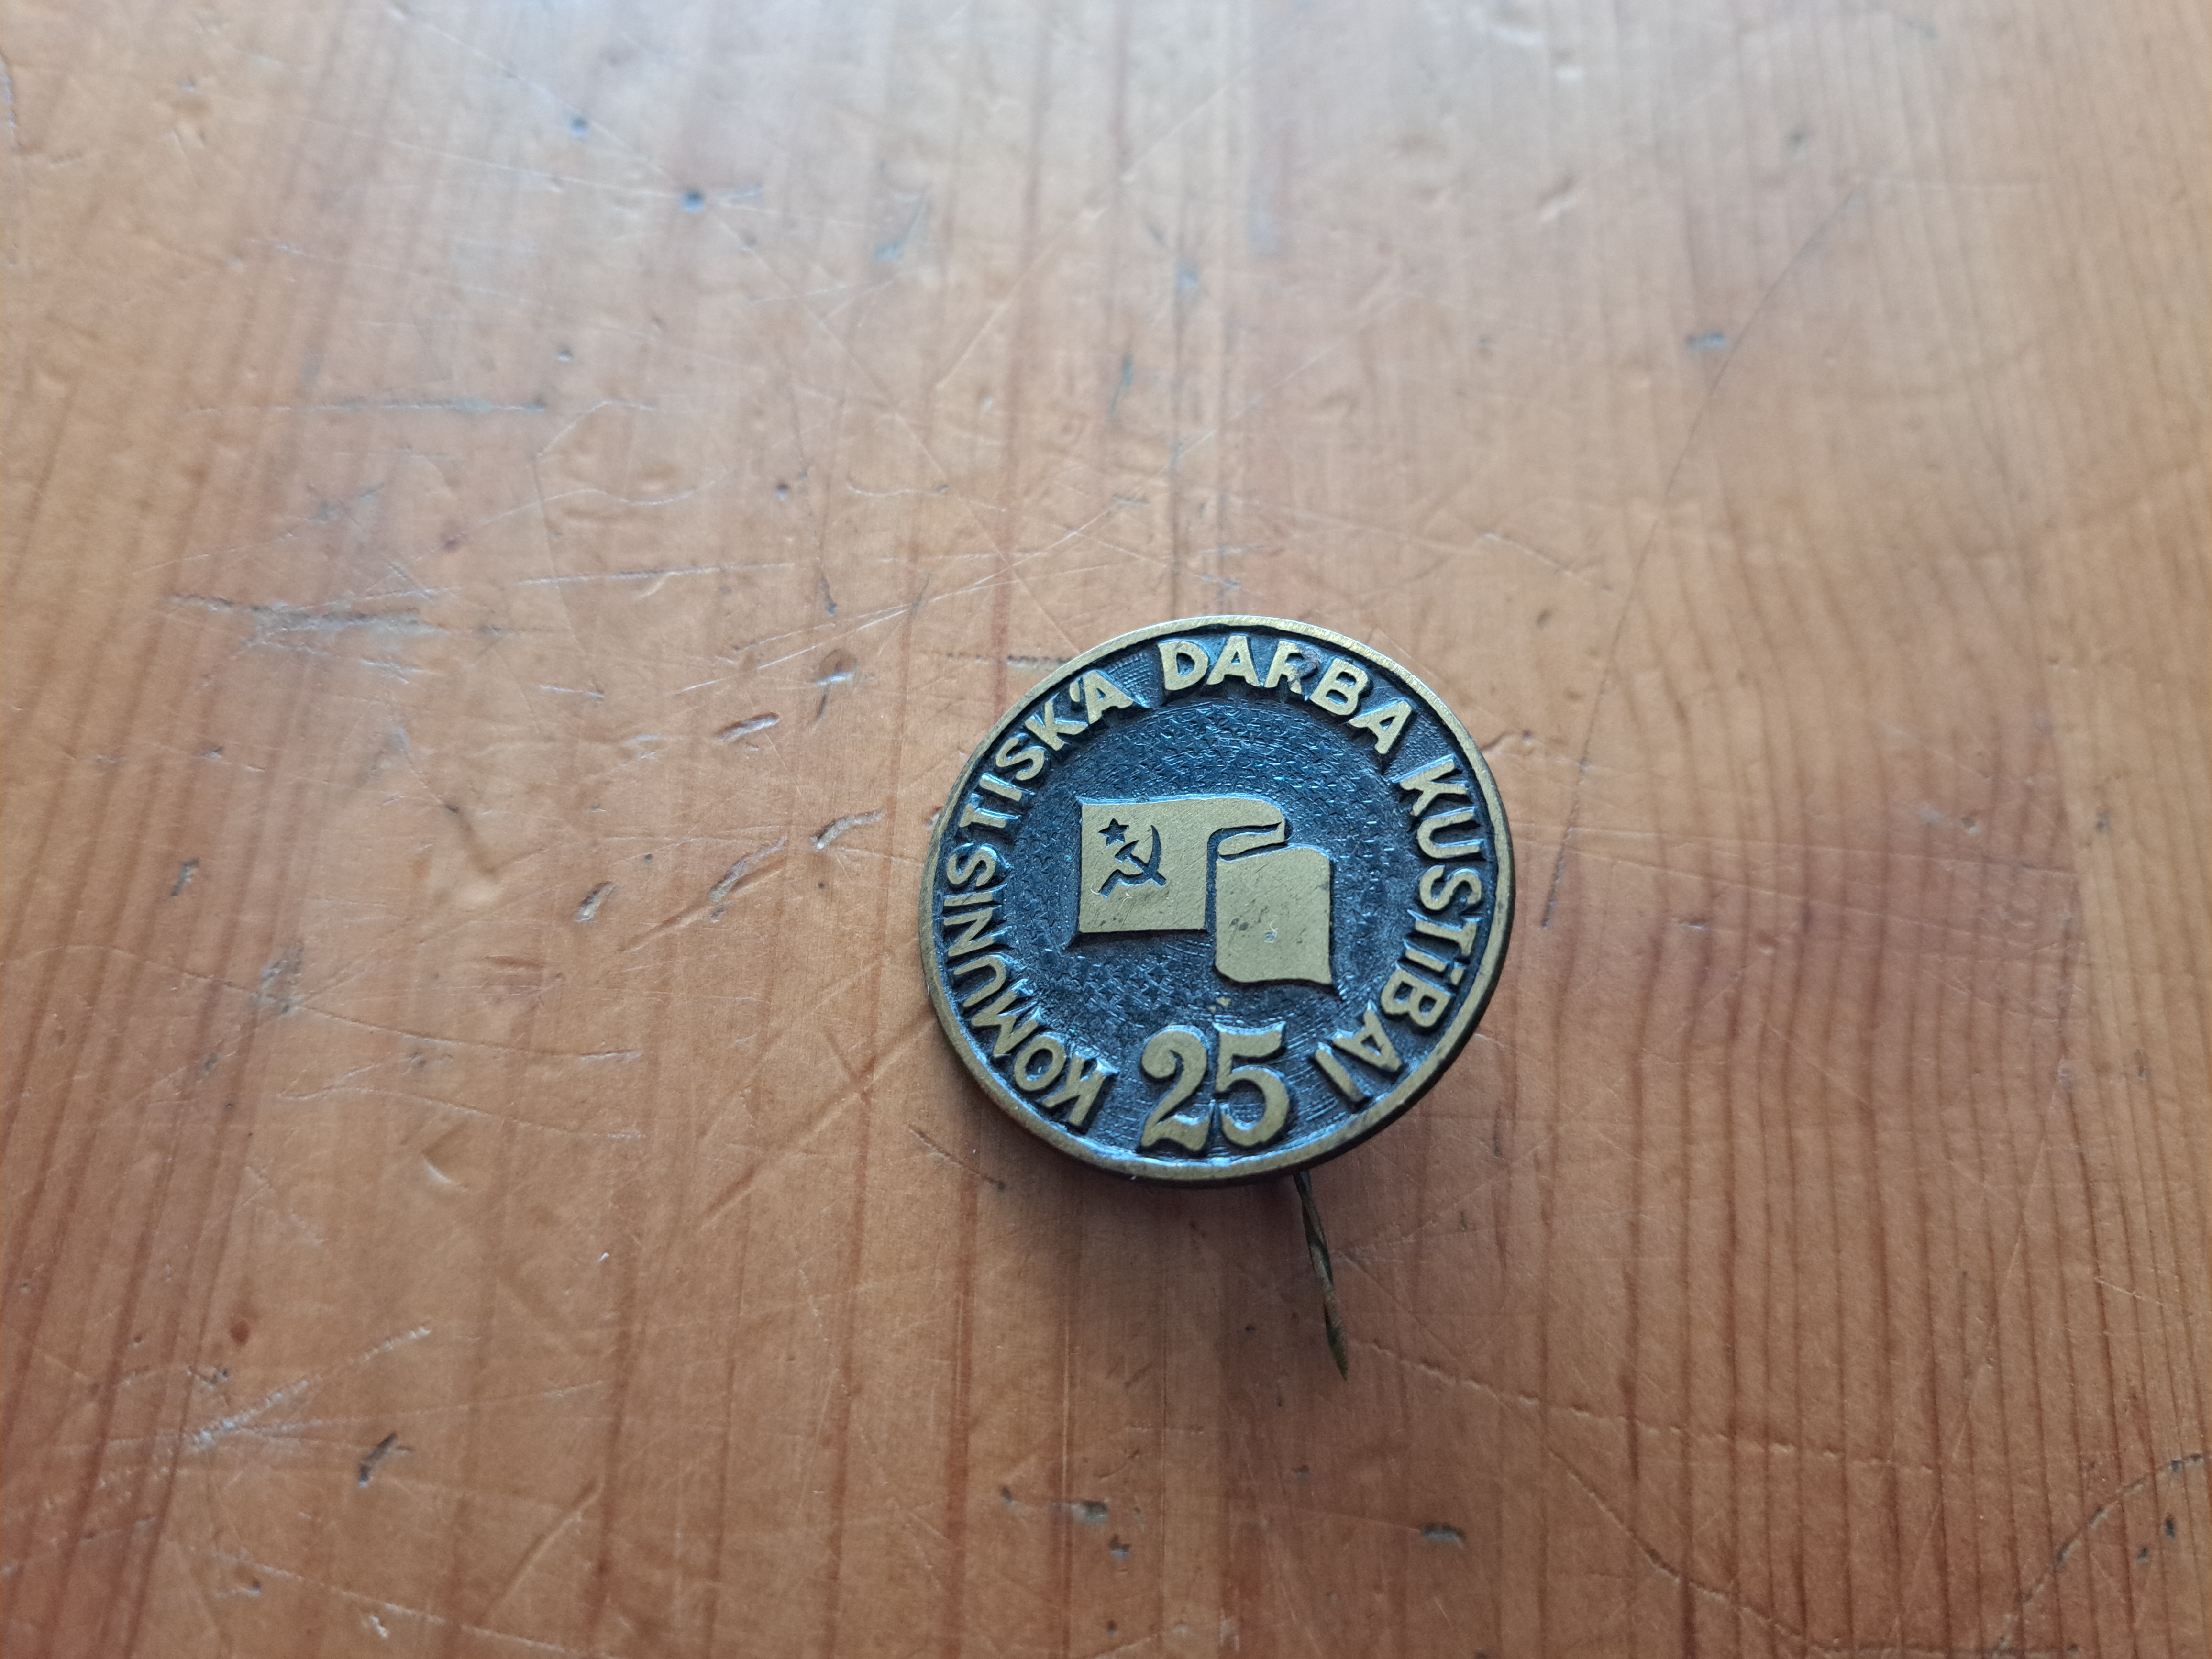 KOMUNISTISKĀ DARBA KUSTĪBAI
25